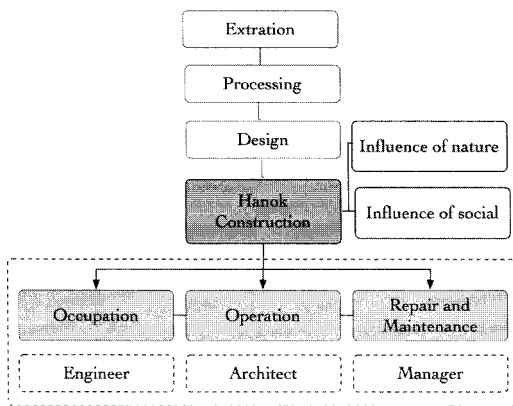 Extration
Processing
Design
Influence of nature
Hanok
Construction
Influence of social
Occupation
Operation
Repair and
Maintenance
Engineer
Architect
Manager